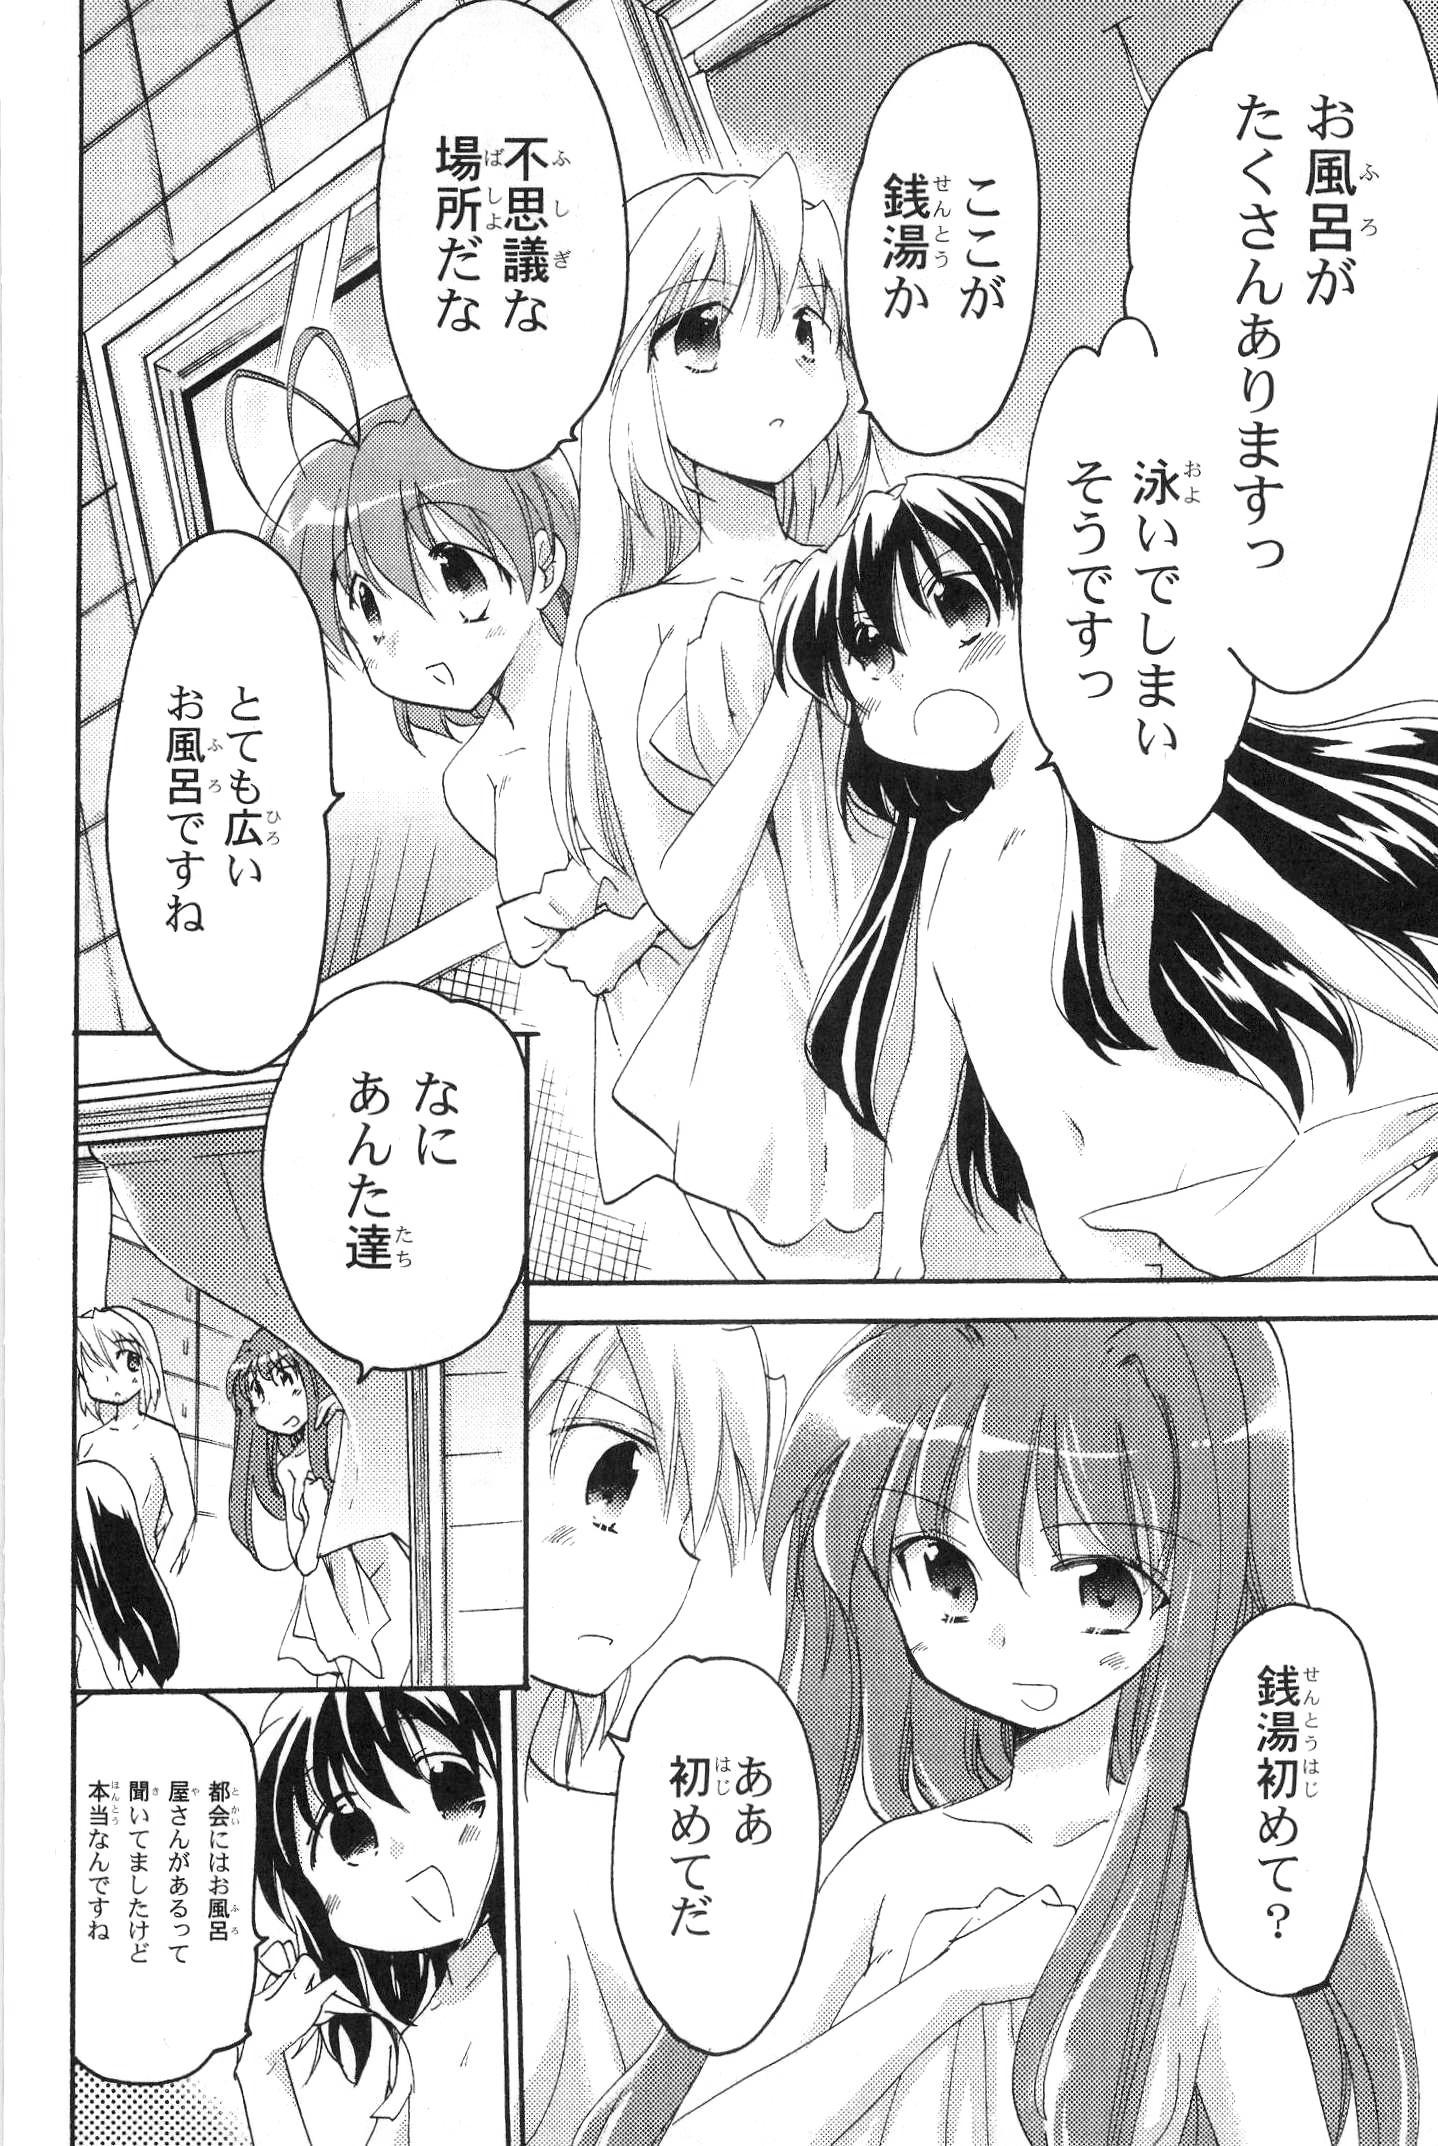 お風呂が
たくさんありますっ
泳いでしまい
そうですっ
ここが
銭湯か
不思議な
場所だな
とても広い
お風呂ですね
なに
あんた達
銭湯初めて?
ああ
初めてだ
都会にはお風呂
屋さんがあるって
聞いてましたけど
本当なんですね